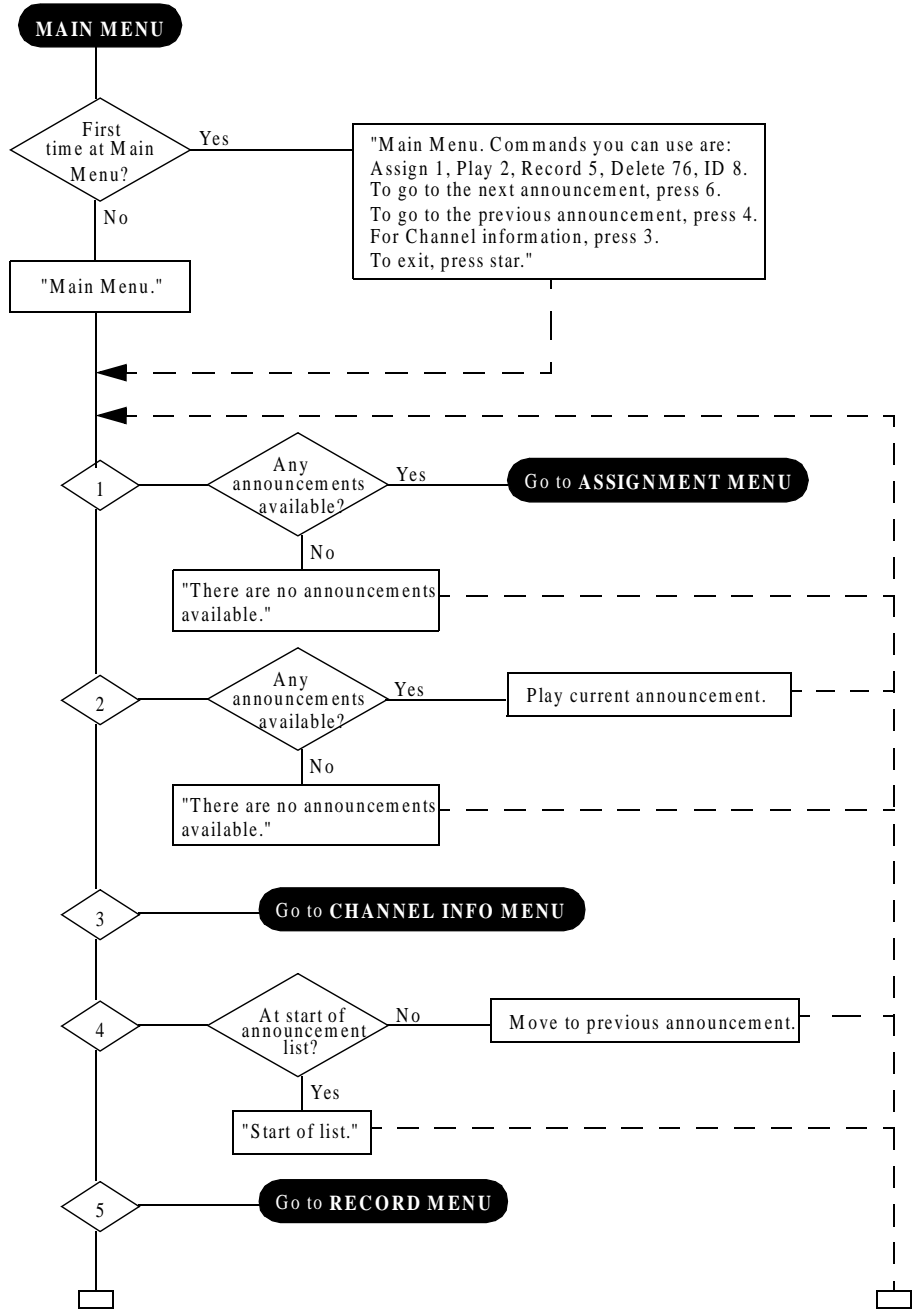 MAIN MENU
First
time at Main
Menu?
Yes
"Main Menu. Commands you can use are:
Assign 1, Play 2, Record 5, Delete 76, ID 8.
To go to the next announcement, press 6.
To go to the previous announcement, press 4.
For Channel information, press 3.
To exit, press star."
No
"Main Menu."
1
Any
announcements
available?
Yes
Go to ASSIGNMENT MENU
No
"There are no announcements
available."
2
Any
announcements
available?
Yes
Play current announcement.
No
"There are no announcements
available."
3
Go to CHANNEL INFO MENU
4
At start of
announcement
list?
No
Move to previous announcement.
Yes
"Start of list."
5
Go to RECORD MENU